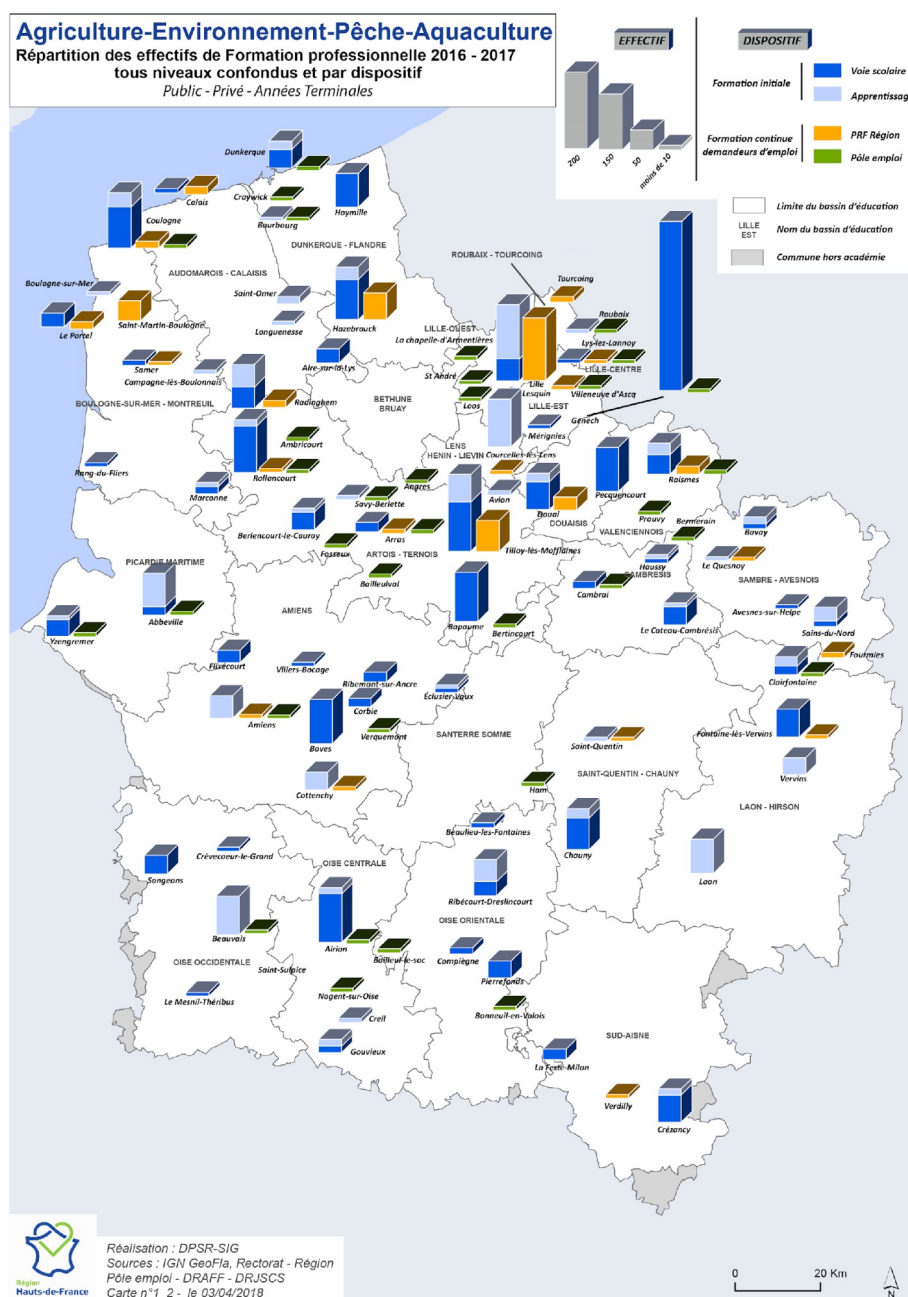 Agriculture-Environnement-Pêche-Aquaculture
Répartition des effectifs de Formation professionnelle 2016 - 2017
tous niveaux confondus et par dispositif
Public - Privé - Années Terminales
EFFECTIF
DISPOSITIF
Formation initiale
Voie scolaire
Apprentissag
Formation continue
demandeurs d'emploi
PRF Région
Pôle emploi
200
150
50
moins de 10
Limite du bassin d'éducation
LILLE
EST
Nom du bassin d'éducation
Commune hors académie
Dunkerque
Calais
Craywick
Bourbourg
Hoymille
Coulogne
DUNKERQUE - FLANDRE
ROUBAIX - TOURCOING
AUDOMAROIS - CALAISIS
Boulogne-sur-Mer
Saint-Omer
Tourcoing
Le Portel
Saint-Martin-Boulogne
Longuenesse
Hazebrouck
LILLE-OUEST
La chapelle-d'Armentières
Roubaix
Lys-lez-Lannoy
Samer
Campagne-lès-Boulonnais
Aire-sur-la-Lys
St André
Lille
Lesquin
LILLE-CENTRE
Villeneuve d'Ascq
BOULOGNE-SUR-MER - MONTREUIL
Radinghem
BETHUNE
BRUAY
Loos
LILLE-EST
Genech
Mérignies
Ambricourt
LENS
HENIN - LIEVIN
Courcelles-lès-Lens
Rang-du-Fliers
Rollancourt
Angres
Avion
Pecquencourt
Raismes
Marconne
Savy-Berlette
Douai
DOUAISIS
Prouvy
VALENCIENNOIS
Bermerain
Berlencourt-le-Cauroy
Arras
Tilloy-lès-Mofflaines
Bavay
Fosseux
ARTOIS - TERNOIS
Haussy
Le Quesnoy
PICARDIE MARITIME
Bailleulval
CAMBRESIS
SAMBRE - AVESNOIS
Cambrai
Avesnes-sur-Helpe
Abbeville
AMIENS
Bapaume
Bertincourt
Le Cateau-Cambrésis
Sains-du-Nord
Yzengremer
Flixécourt
Villers-Bocage
Fourmies
Clairfontaine
Ribemont-sur-Ancre
Éclusier-Vaux
Corbie
Amiens
Boves
Verquemont
SANTERRE SOMME
Saint-Quentin
Fontaine-lès-Vervins
Cottenchy
Ham
SAINT-QUENTIN - CHAUNY
Vervins
LAON - HIRSON
Beaulieu-les-Fontaines
Chauny
Crèvecoeur-le-Grand
Songeons
OISE CENTRALE
Laon
Ribécourt-Dreslincourt
Beauvais
OISE ORIENTALE
Airion
Bailleul-le-soc
Compiègne
OISE OCCIDENTALE
Saint-Sulpice
Pierrefonds
Le Mesnil-Théribus
Nogent-sur-Oise
Bonneuil-en-Valois
Creil
Gouvieux
SUD-AISNE
La Ferté-Milon
Verdilly
Crézancy
Région
Hauts-de-France
Réalisation : DPSR-SIG
Sources : IGN GeoFla, Rectorat - Région
Pôle emploi - DRAFF - DRJSCS
Carte n°1_2 - le 03/04/2018
0
20 Km
N